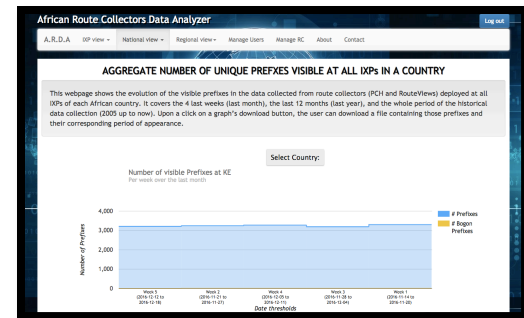 African Route Collectors Data Analyzer
Log out
A.R.D.A IXP view National view Regional view Manage Users Manage RC About Contact
AGGREGATE NUMBER OF UNIQUE PREFXES VISIBLE AT ALL IXPs IN A COUNTRY
This webpage shows the evolution of the visible prefixes in the data collected from route collectors (PCH and RouteViews) deployed at all
IXPs of each African country. It covers the 4 last weeks (last month), the last 12 months (last year), and the whole period of the historical
data collection (2005 up to now). Upon a click on a graph's download button, the user can download a file containing those prefixes and
their corresponding period of appearance.
Select Country:
Number of visible Prefixes at KE
Per week over the last month
Number of Prefixes
4,000
3,000
2,000
1,000
0
# Prefixes
# Bogon
Prefixes
Week 5
(2016-12-12 to
2016-12-18)
Week 2
(2016-11-21 to
2016-11-27)
Week 4
(2016-12-05 to
2016-12-11)
Week 3
(2016-11-28 to
2016-12-04)
Week 1
(2016-11-14 to
2016-11-20)
Date thresholds